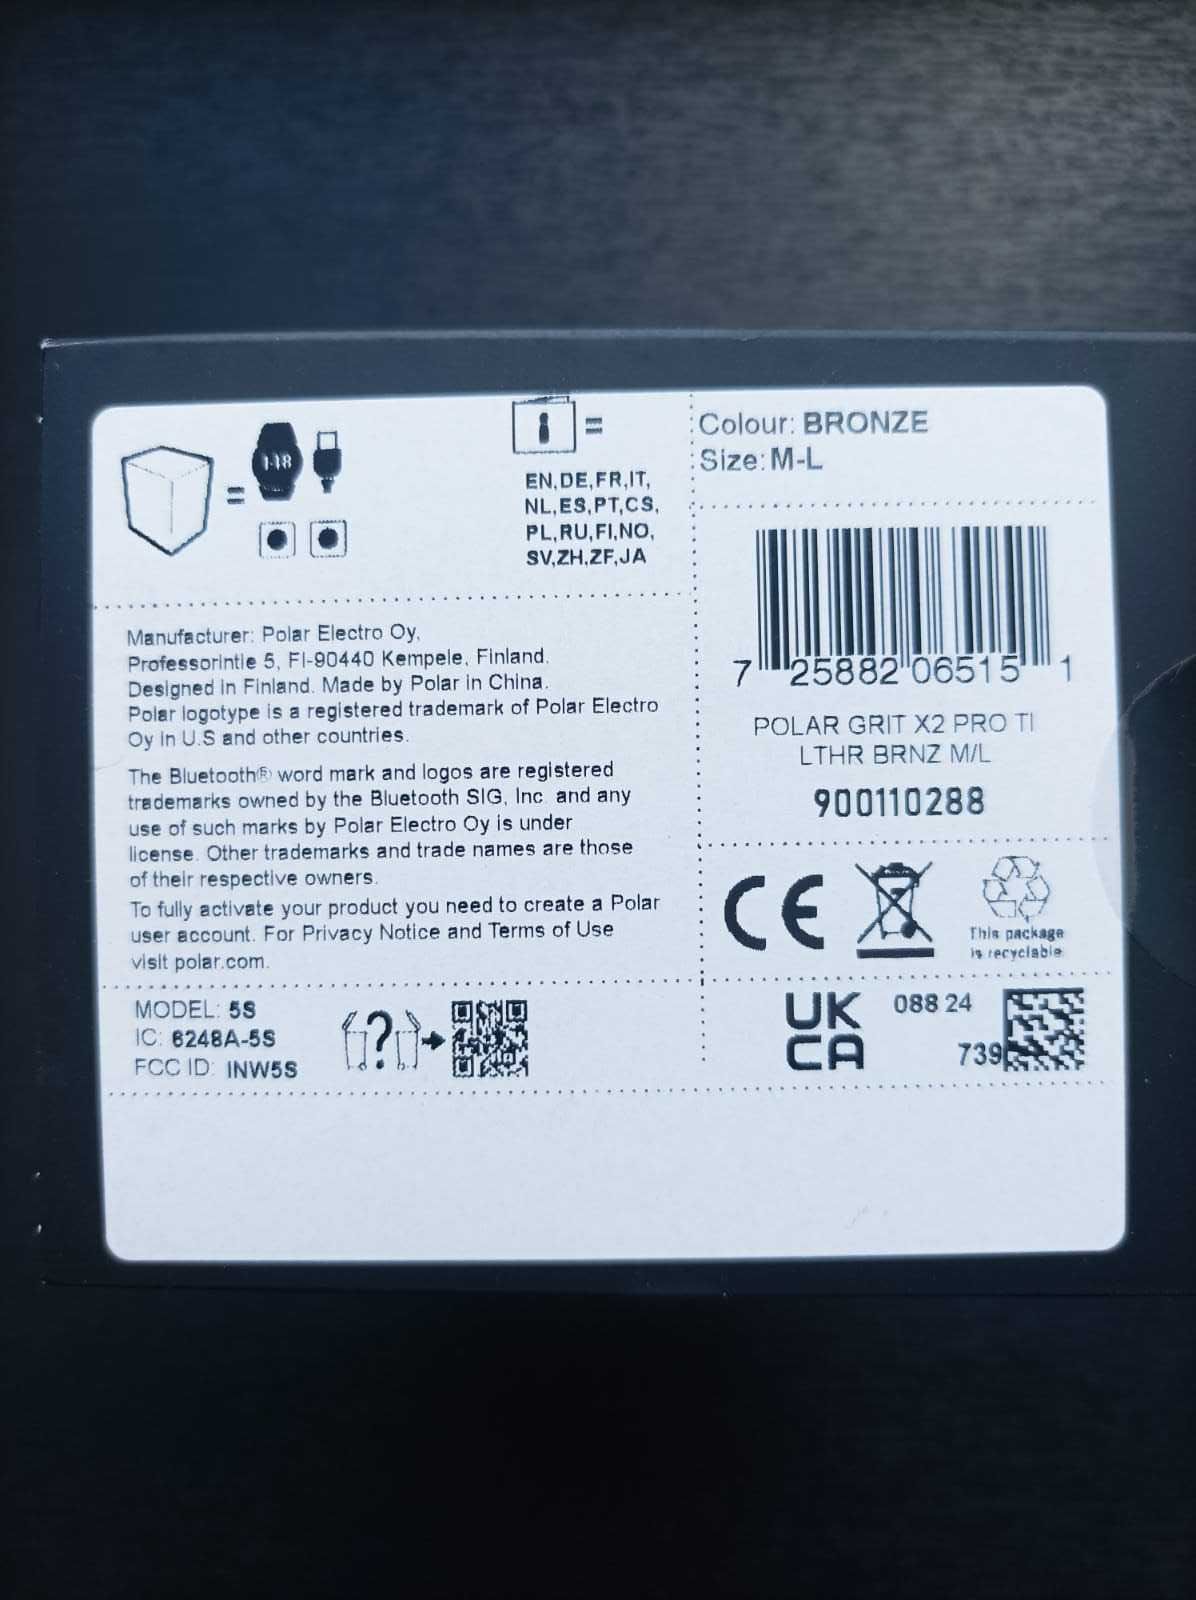 1:18
EN,DE,FR,IT,
NL,ES,PT,CS,
PL,RU,FI,NO,
SV,ZH,ZF,JA
Colour: BRONZE
Size: M-L
7 25882 06515 1
POLAR GRIT X2 PRO TI
LTHR BRNZ M/L
900110288
Manufacturer: Polar Electro Oy,
Professorintie 5, FI-90440 Kempele, Finland.
Designed in Finland. Made by Polar in China.
Polar logotype is a registered trademark of Polar Electro
Oy in U.S and other countries.
The Bluetooth® word mark and logos are registered
trademarks owned by the Bluetooth SIG, Inc. and any
use of such marks by Polar Electro Oy is under
license. Other trademarks and trade names are those
of their respective owners.
To fully activate your product you need to create a Polar
user account. For Privacy Notice and Terms of Use
visit polar.com.
CE
This package
is recyclable
MODEL: 5S
IC: 6248A-5S
FCC ID: INW5S
?
UK
CA
088 24
739